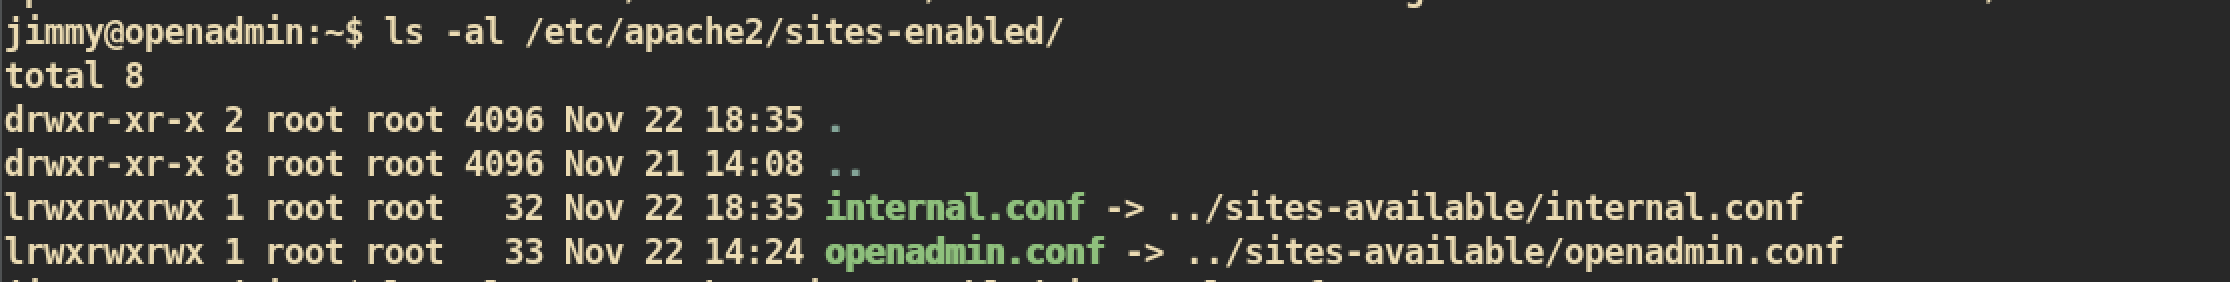 jimmy@openadmin:~$ ls -al /etc/apache2/sites-enabled/
total 8
drwxr-xr-x 2 root root 4096 Nov 22 18:35 .
drwxr-xr-x 8 root root 4096 Nov 21 14:08 ..
lrwxrwxrwx 1 root root   32 Nov 22 18:35 internal.conf -> ../sites-available/internal.conf
lrwxrwxrwx 1 root root   33 Nov 22 14:24 openadmin.conf -> ../sites-available/openadmin.conf